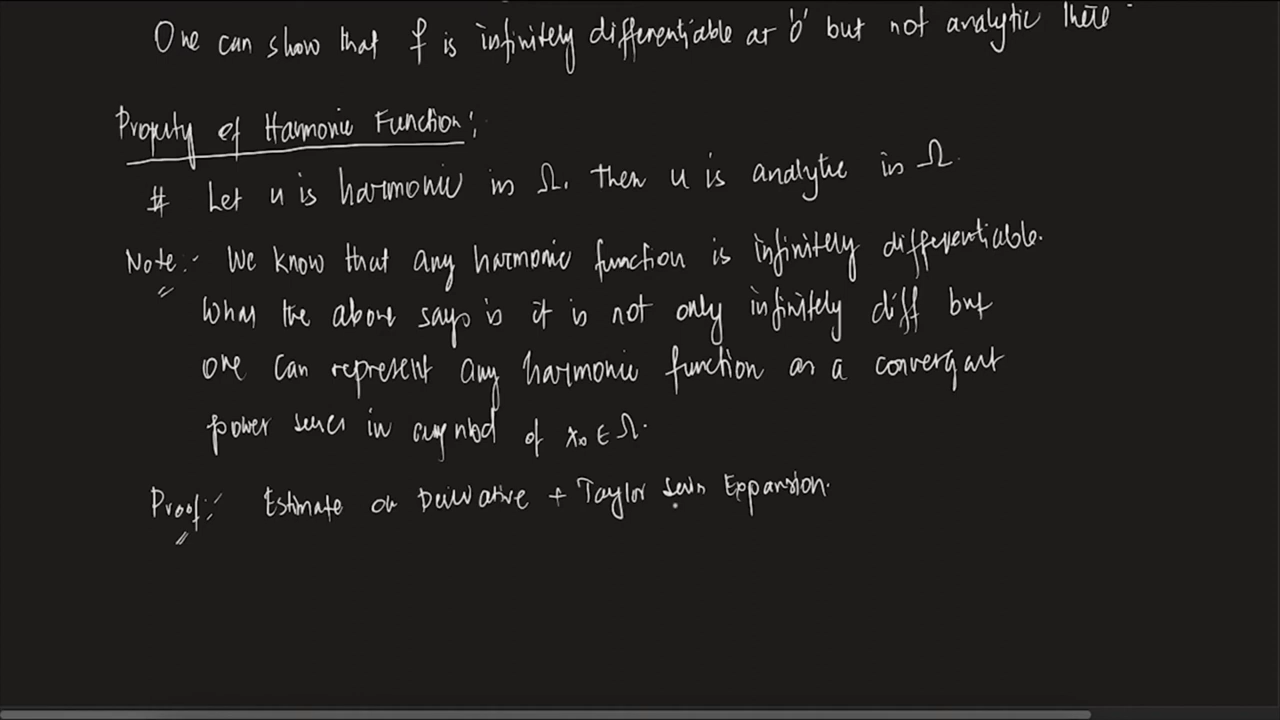 One can show that f is infinitely differentiable at '0' but not analytic there.
Property of Harmonic Function:
# Let u is harmonic in Ω. then u is analytic in Ω.
Note:- We know that any harmonic function is infinitely differentiable.
What the above says is it is not only infinitely diff but
one can represent any harmonic function as a convergent
power series in any nbd of x₀ ∈ Ω.
Proof:- Estimate on Derivative + Taylor Series Expansion.